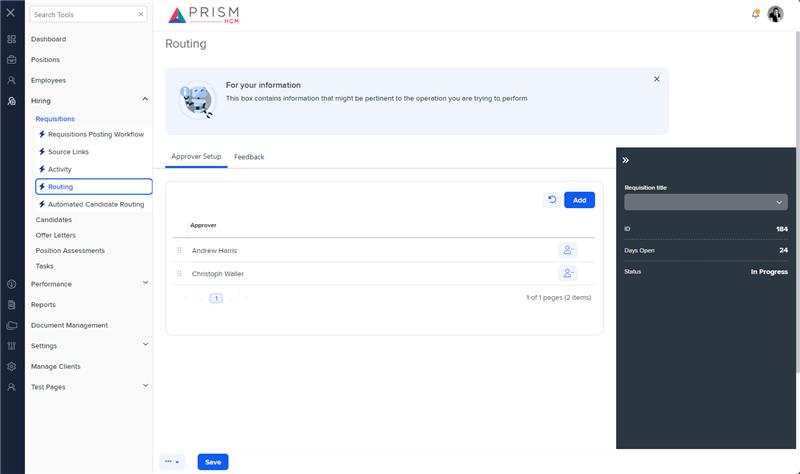 Search Tools
PRISM
HCM
Dashboard
Positions
Employees
Hiring
Requisitions
Requisitions Posting Workflow
Source Links
Activity
Routing
Automated Candidate Routing
Candidates
Offer Letters
Position Assessments
Tasks
Performance
Reports
Document Management
Settings
Manage Clients
Test Pages
Routing
For your information
This box contains information that might be pertinent to the operation you are trying to perform
Approver Setup
Feedback
Add
Approver
Andrew Harris
Christoph Waller
1
1 of 1 pages (2 items)
Requisition title
ID 184
Days Open 24
Status In Progress
Save